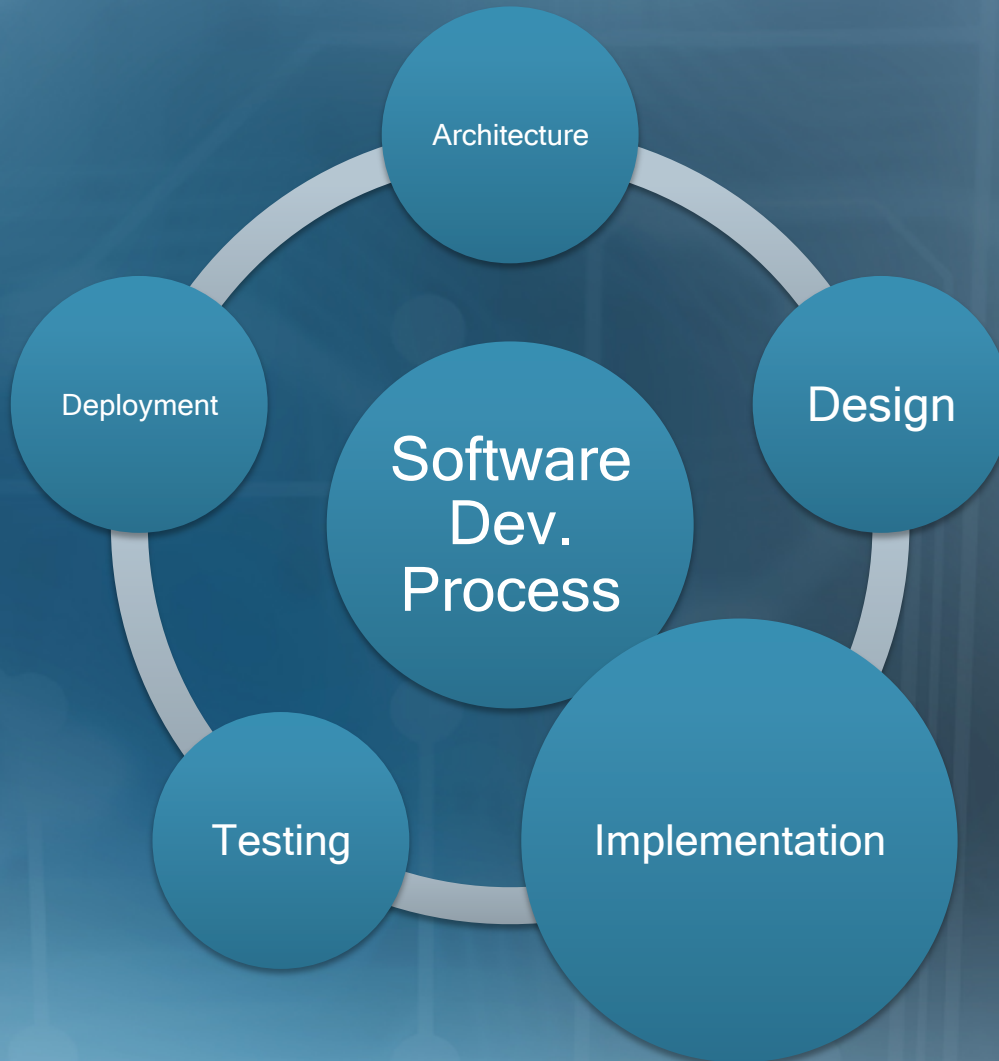 Architecture
Design
Implementation
Testing
Deployment
Software
Dev.
Process